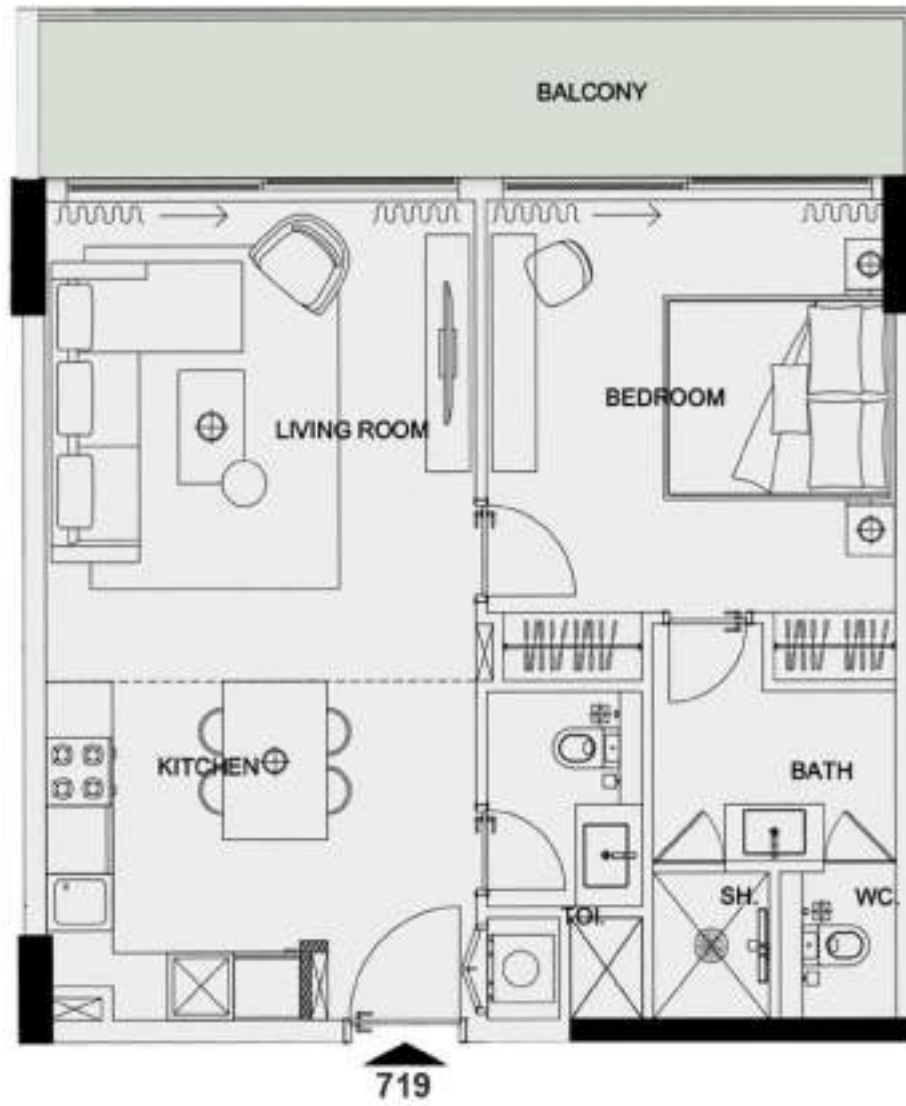 BALCONY
BEDROOM
LIVING ROOM
KITCHEN
BATH
SH.
WC.
TOI.
719